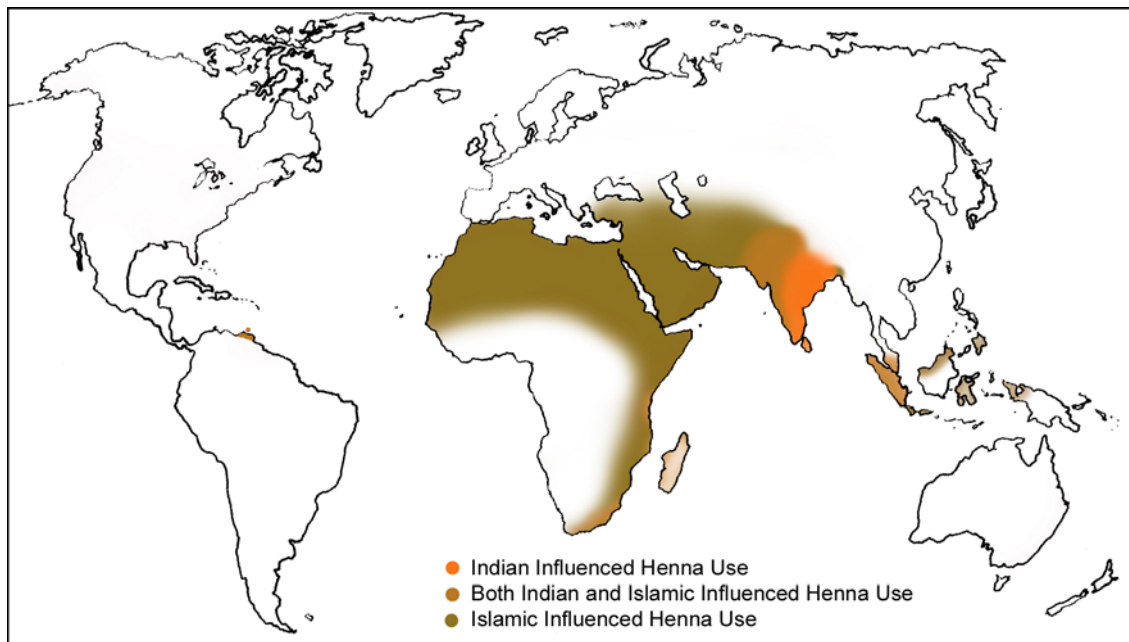 Indian Influenced Henna Use
Both Indian and Islamic Influenced Henna Use
Islamic Influenced Henna Use